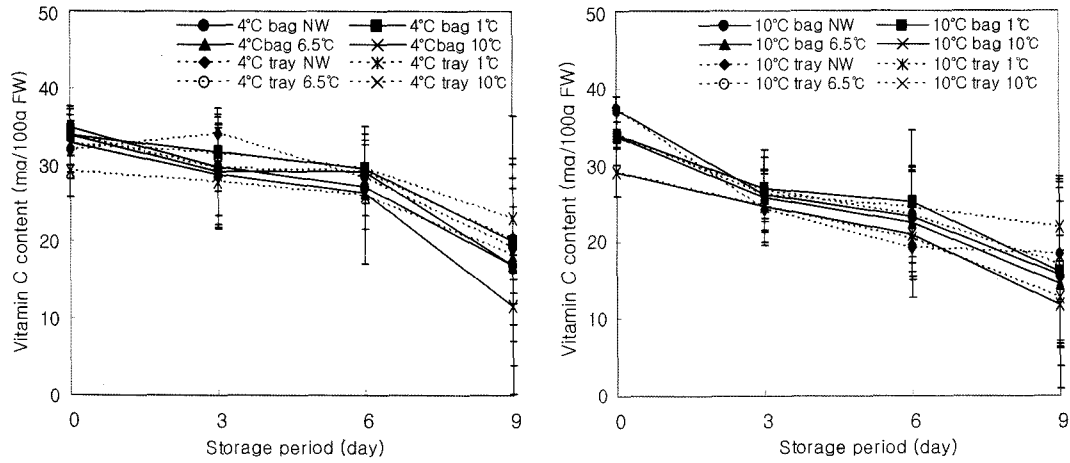 50
40
30
20
10
0
Vitamin C content (mg/100g FW)
4°C bag NW
4°C bag 1℃
4°Cbag 6.5℃
4°Cbag 10℃
4°C tray NW
4°C tray 1℃
4°C tray 6.5℃
4°C tray 10℃
0 3 6 9
Storage period (day)
50
40
30
20
10
0
Vitamin C content (mg/100g FW)
10°C bag NW
10°C bag 1℃
10°C bag 6.5℃
10°C bag 10℃
10°C tray NW
10°C tray 1℃
10°C tray 6.5℃
10°C tray 10℃
0 3 6 9
Storage period (day)